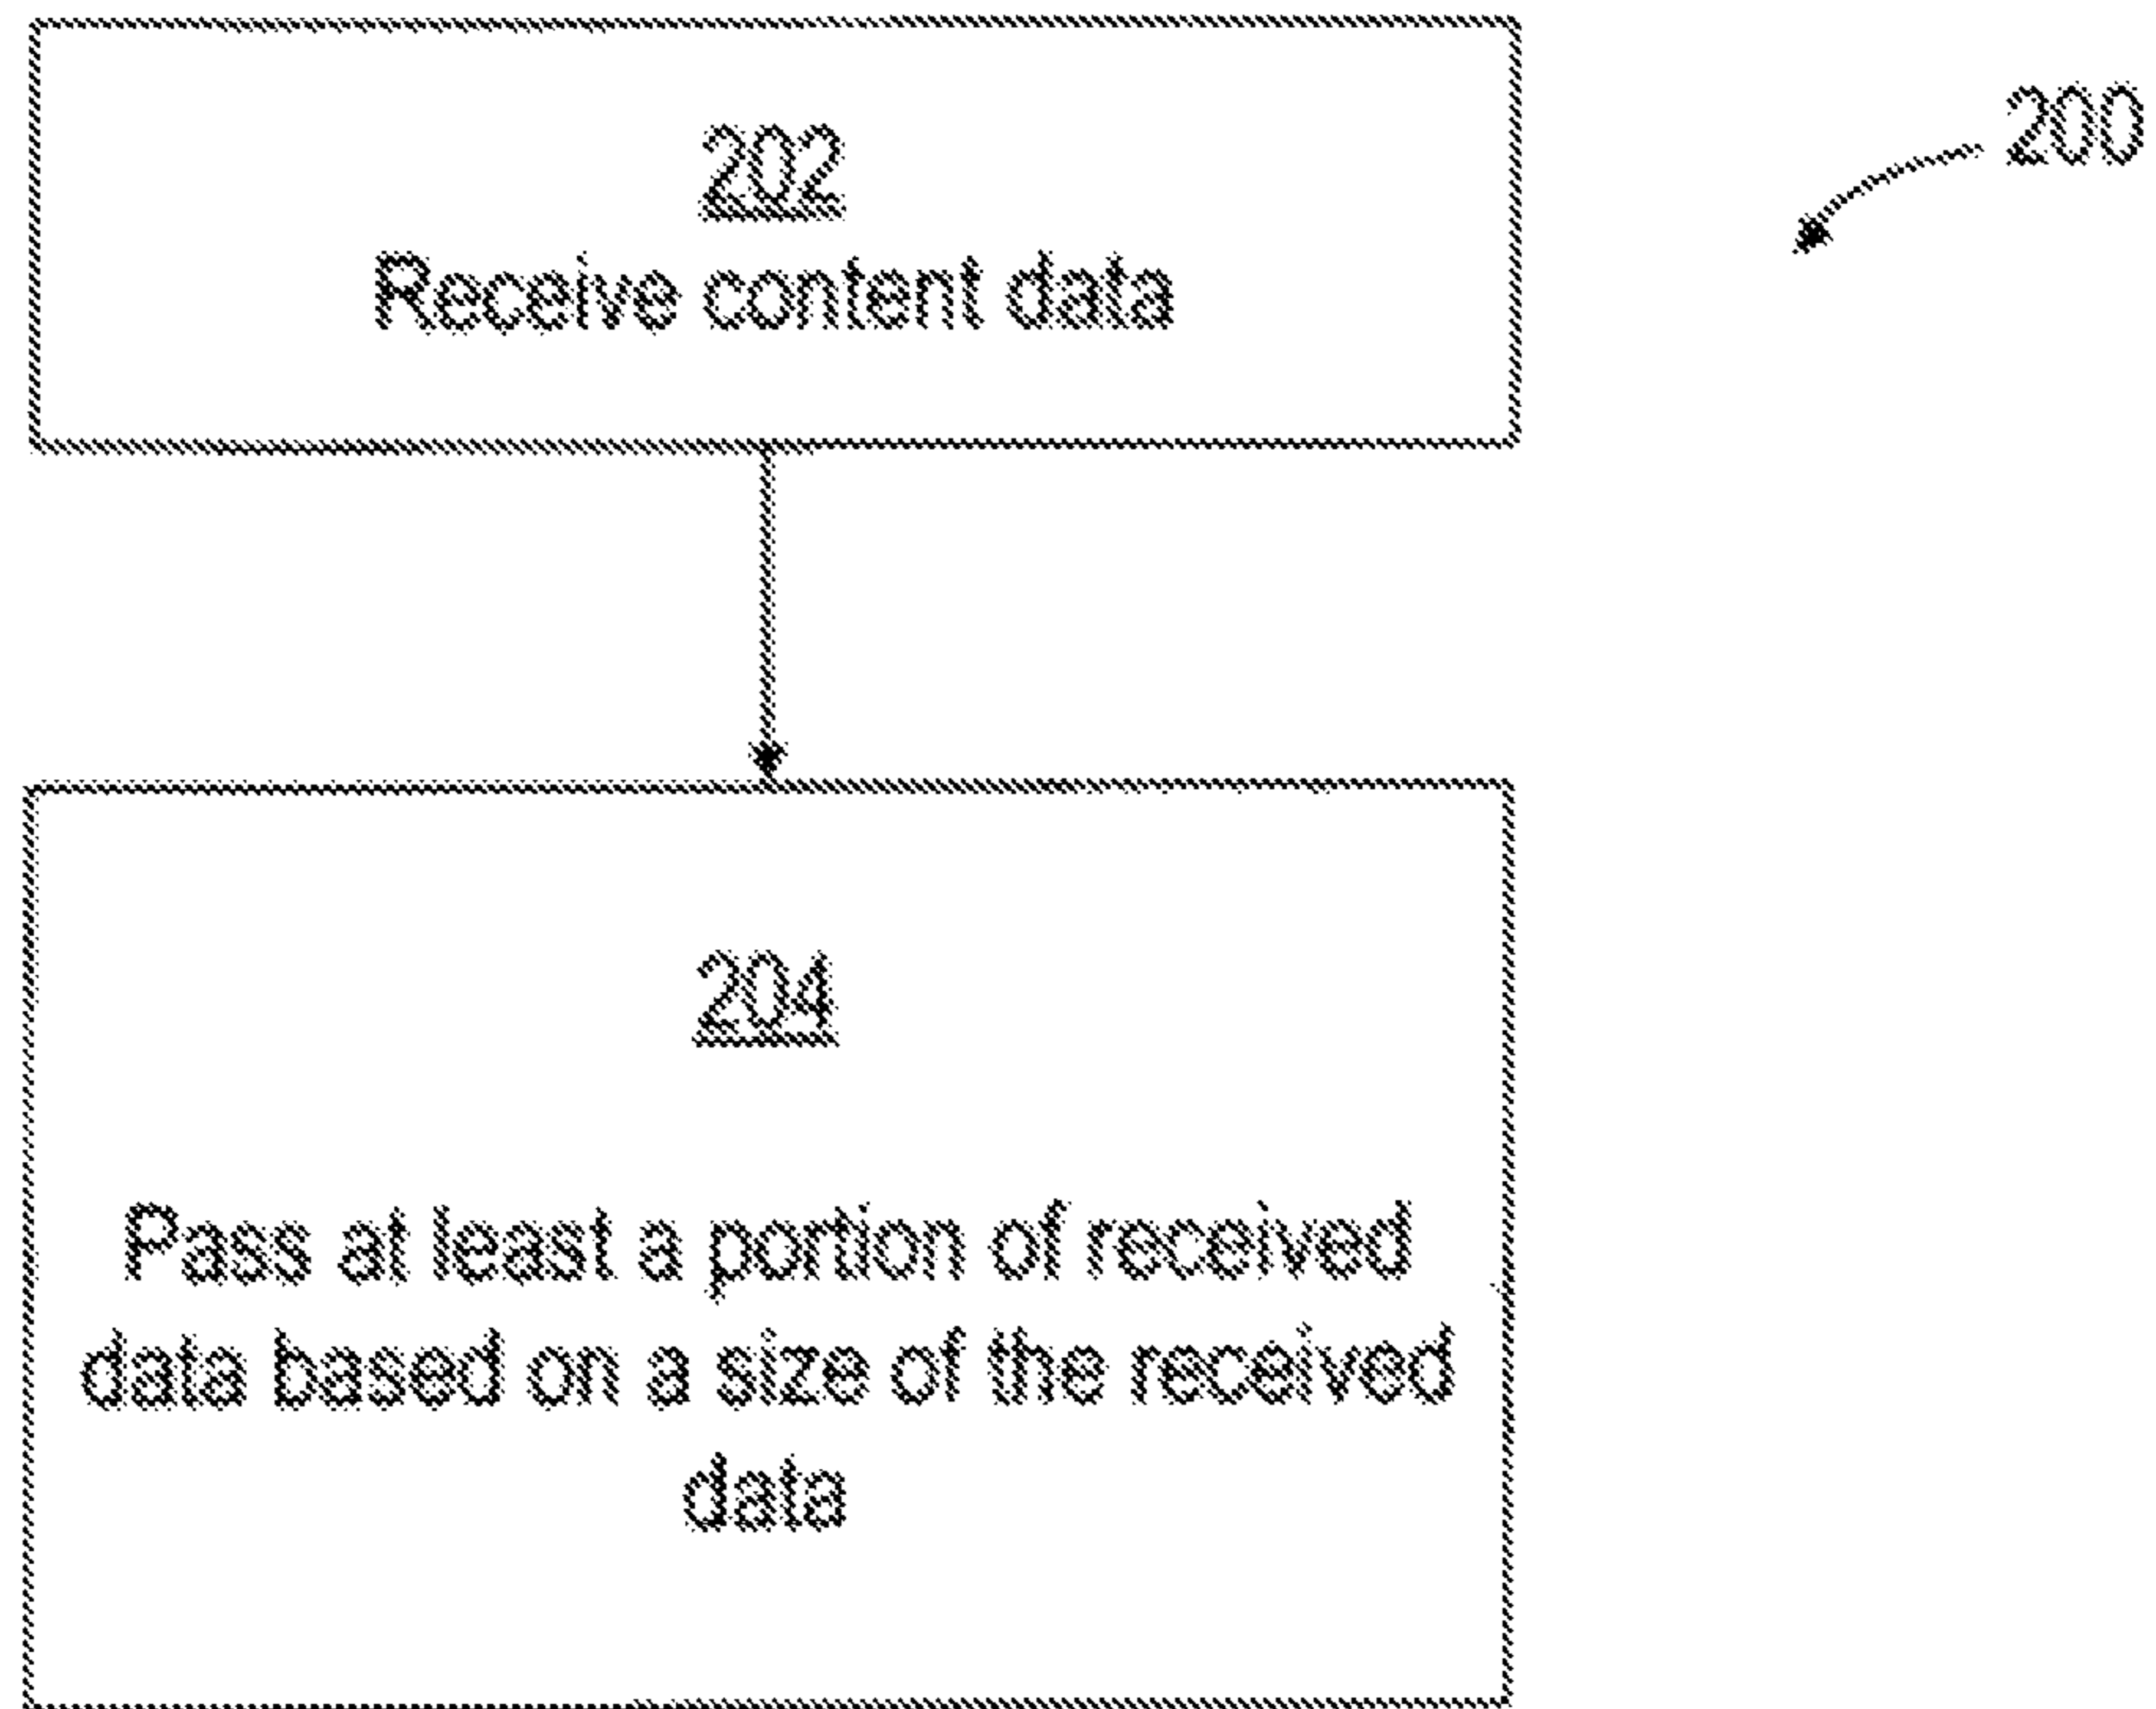 202
Receive content data
200
204
Pass at least a portion of received
data based on a size of the received
data